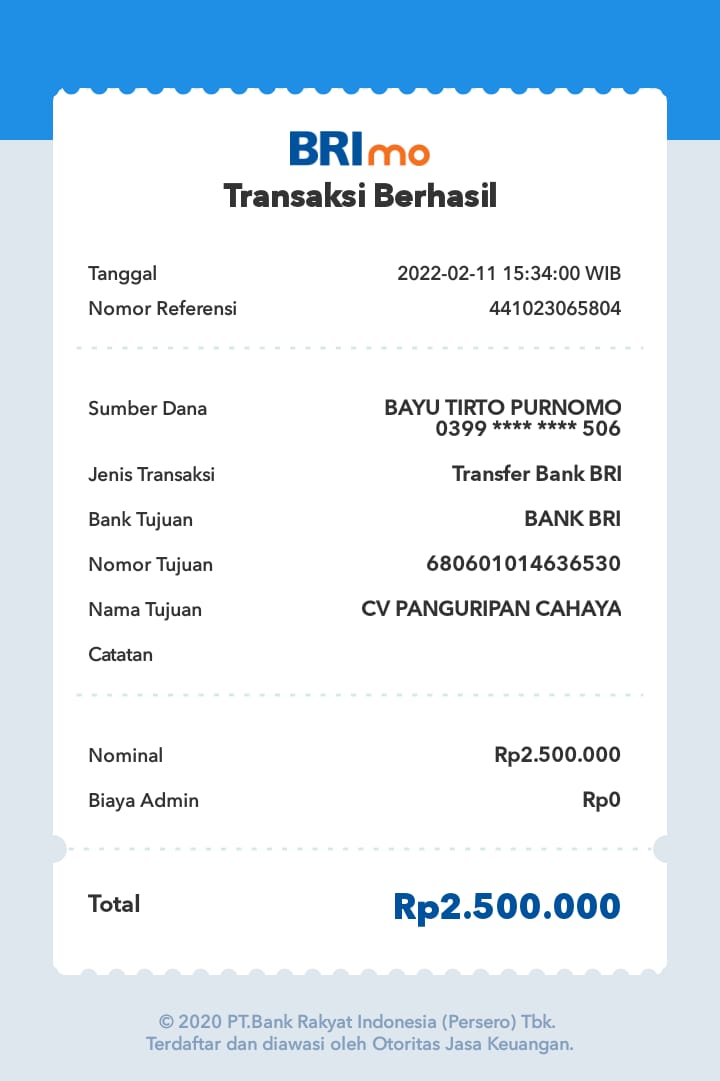 BRImo
Transaksi Berhasil
Tanggal 2022-02-11 15:34:00 WIB
Nomor Referensi 441023065804
Sumber Dana BAYU TIRTO PURNOMO
0399 **** **** 506
Jenis Transaksi Transfer Bank BRI
Bank Tujuan BANK BRI
Nomor Tujuan 680601014636530
Nama Tujuan CV PANGURIPAN CAHAYA
Catatan
Nominal Rp2.500.000
Biaya Admin Rp0
Total Rp2.500.000
© 2020 PT.Bank Rakyat Indonesia (Persero) Tbk.
Terdaftar dan diawasi oleh Otoritas Jasa Keuangan.